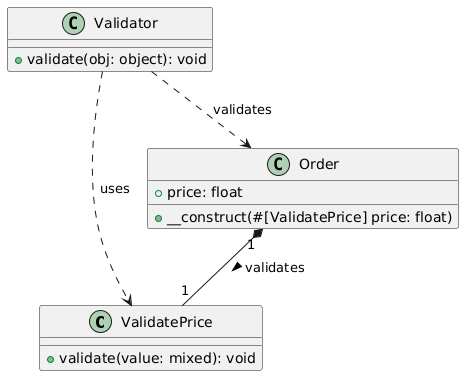 C Validator
+ validate(obj: object): void
validates
C Order
price: float
__construct(#[ValidatePrice] price: float)
uses
1
validates
1
C ValidatePrice
validate(value: mixed): void